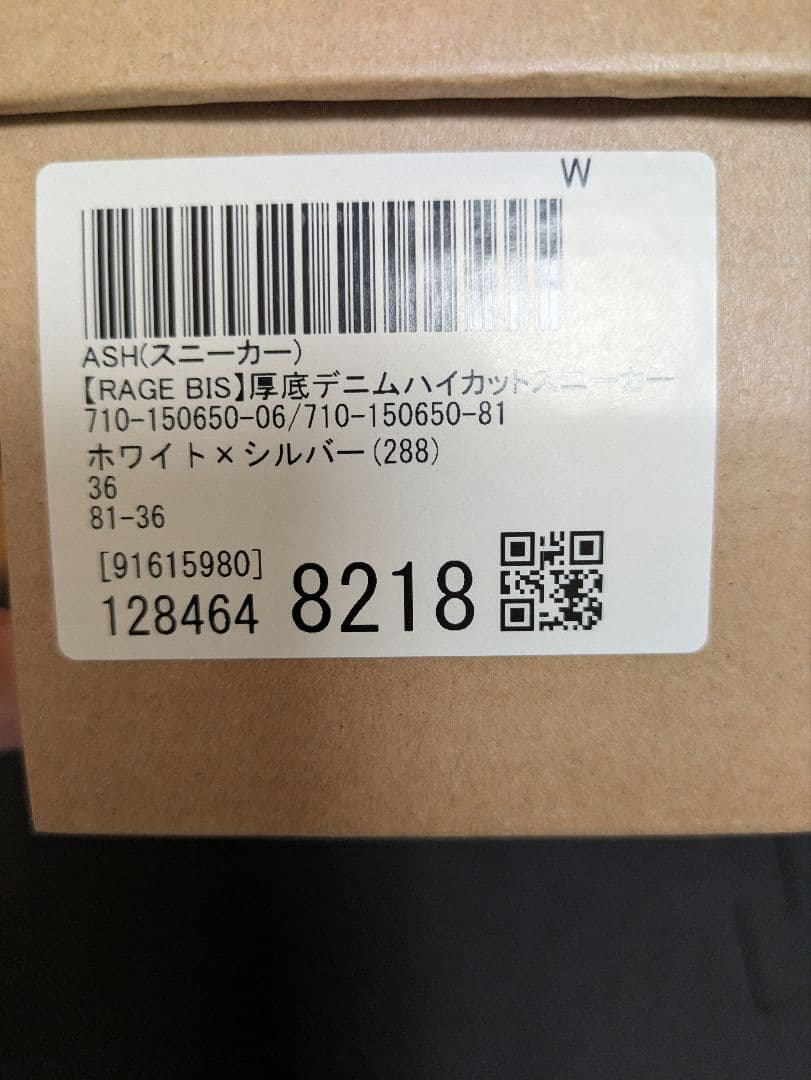 W
ASH(スニーカー)
【RAGE BIS】厚底デニムハイカットスニーカー
710-150650-06/710-150650-81
ホワイト×シルバー(288)
36
81-36
[91615980]
128464 8218